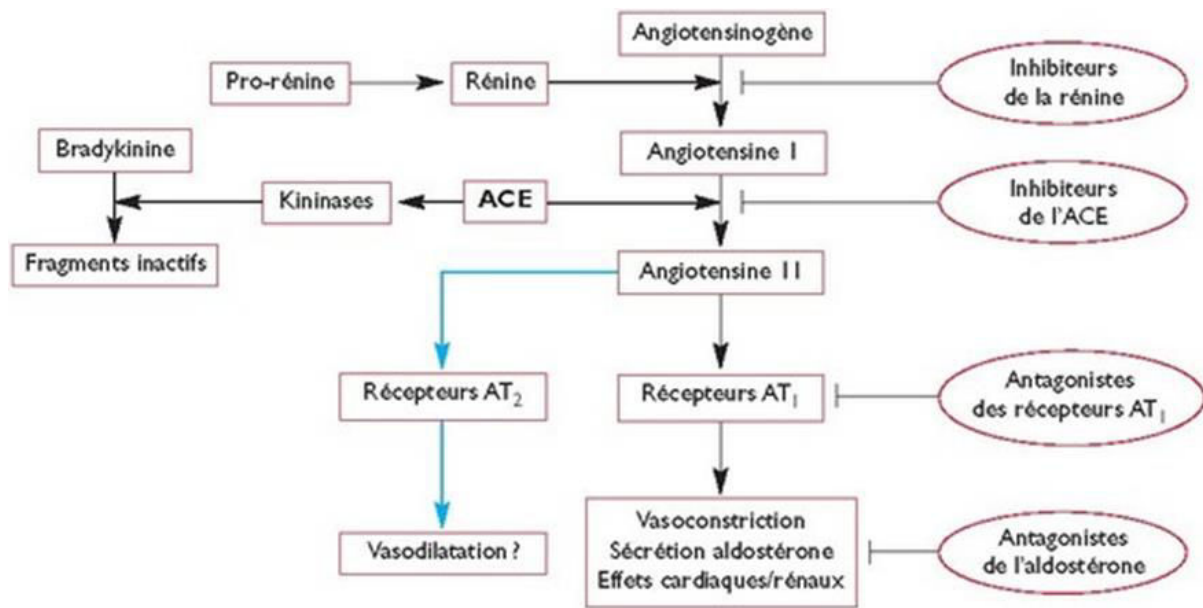 Angiotensinogène
Pro-rénine
Rénine
Inhibiteurs
de la rénine
Bradykinine
Angiotensine I
Kininases
ACE
Inhibiteurs
de l'ACE
Fragments inactifs
Angiotensine II
Récepteurs AT₂
Récepteurs AT₁
Antagonistes
des récepteurs AT₁
Vasodilatation ?
Vasoconstriction
Sécrétion aldostérone
Effets cardiaques/rénaux
Antagonistes
de l'aldostérone